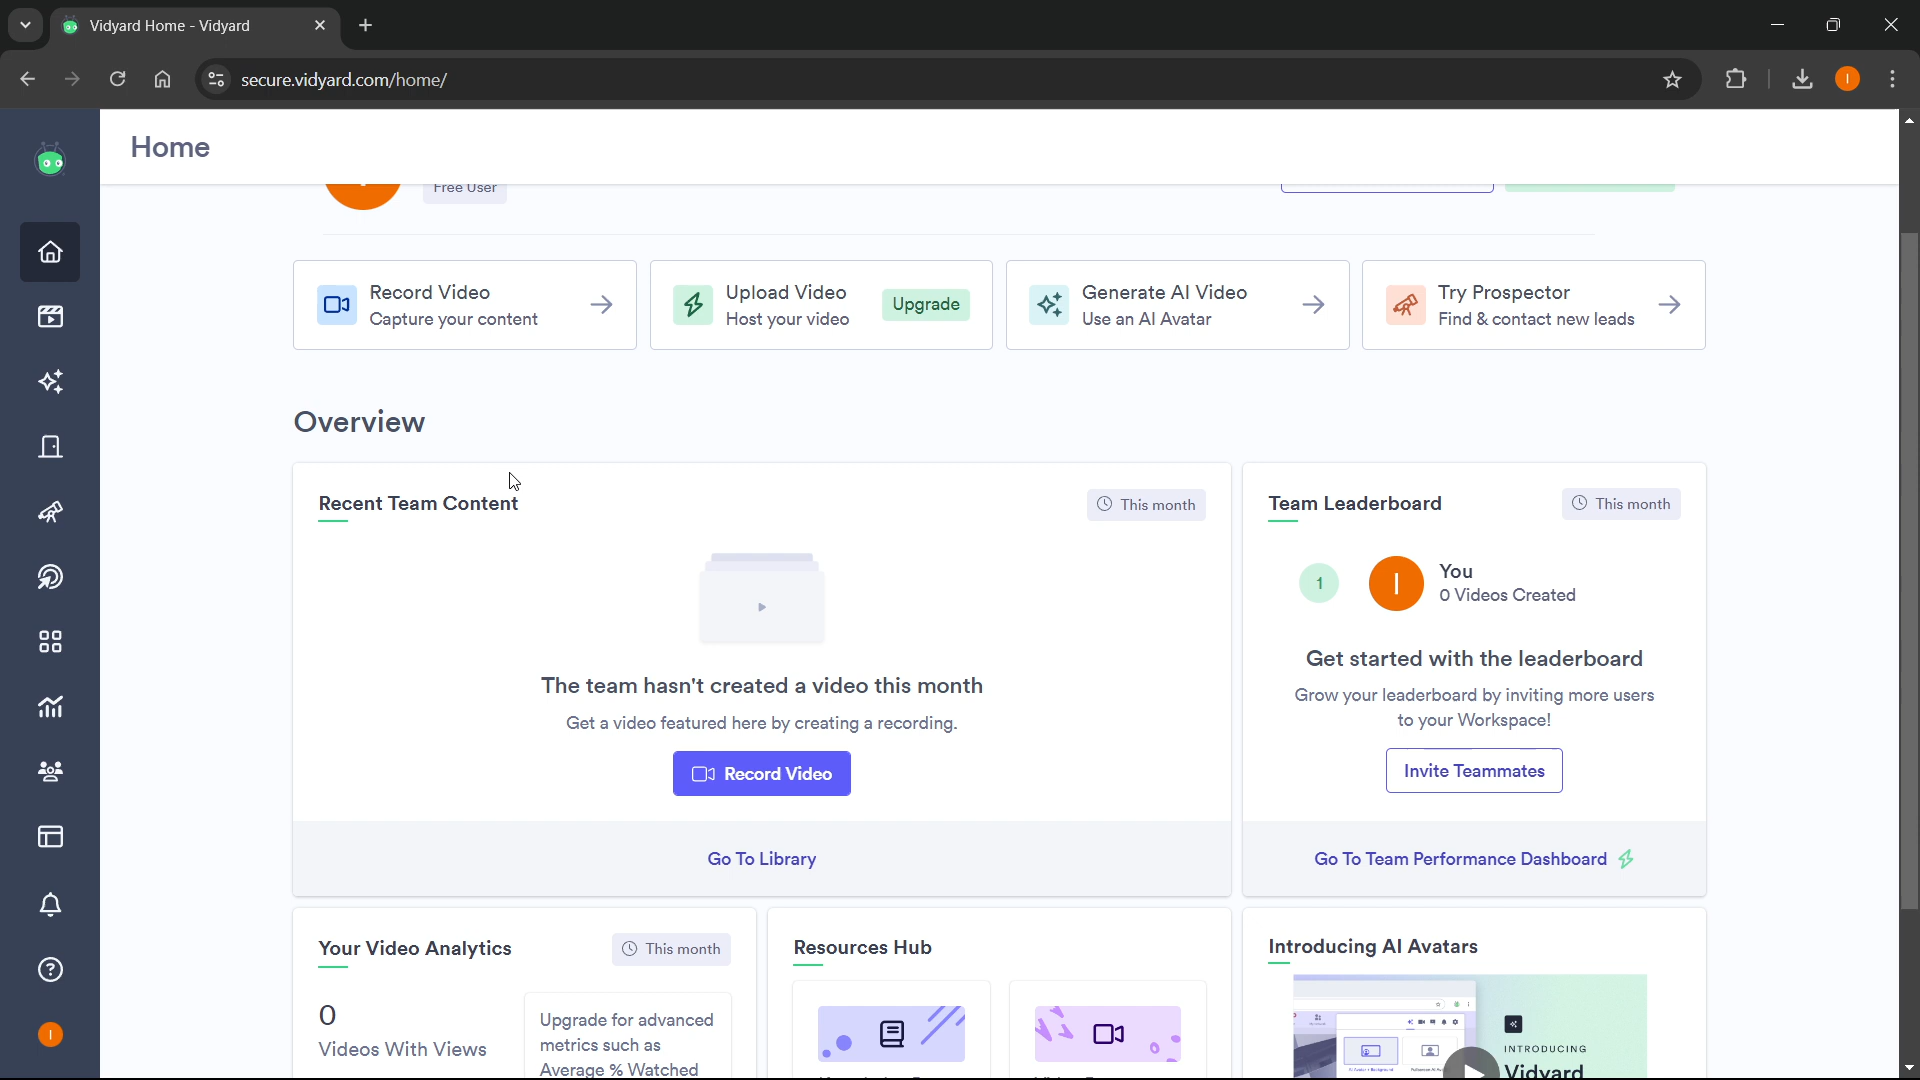 Vidyard Home - Vidyard
secure.vidyard.com/home/
I
Home
Free User
Record Video
Capture your content
Upload Video
Host your video
Upgrade
Generate AI Video
Use an AI Avatar
Try Prospector
Find & contact new leads
Overview
Recent Team Content
This month
The team hasn't created a video this month
Get a video featured here by creating a recording.
Record Video
Go To Library
Team Leaderboard
This month
1
I
You
0 Videos Created
Get started with the leaderboard
Grow your leaderboard by inviting more users
to your Workspace!
Invite Teammates
Go To Team Performance Dashboard
Your Video Analytics
This month
0
Videos With Views
Upgrade for advanced
metrics such as
Average % Watched
Resources Hub
Introducing AI Avatars
INTRODUCING
Vidyard
I